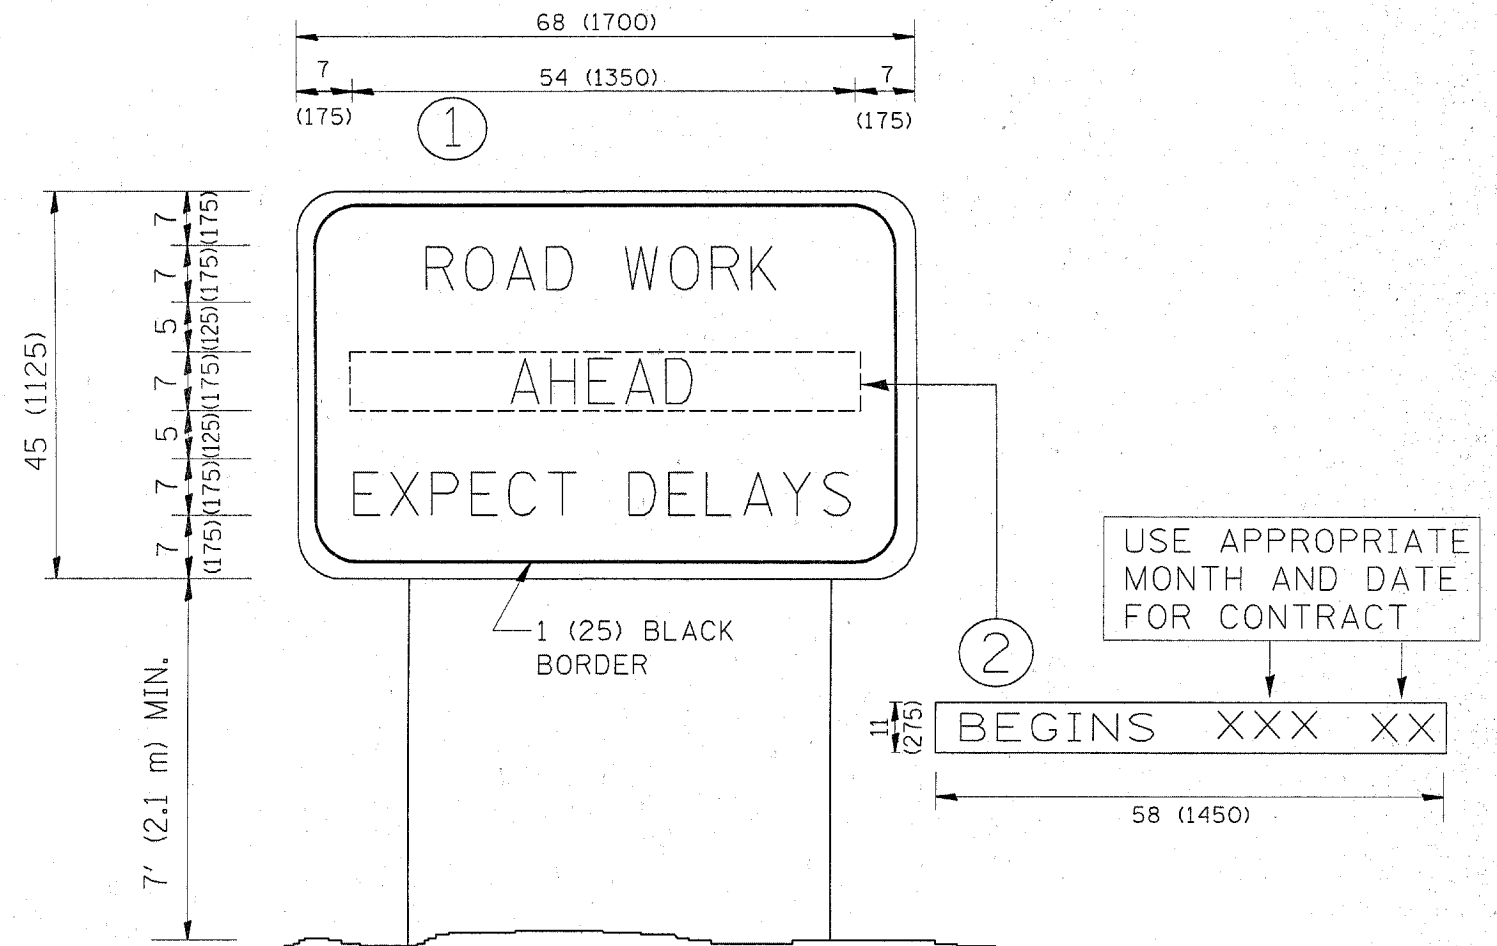 68 (1700)
7 54 (1350) 7
(175) (175)
1
45 (1125)
7 (175)
7 (175)
5 (125)
7 (175)
5 (125)
7 (175)
7 (175)
ROAD WORK
AHEAD
EXPECT DELAYS
1 (25) BLACK
BORDER
7' (2.1 m) MIN.
2
USE APPROPRIATE
MONTH AND DATE
FOR CONTRACT
11
(275)
BEGINS XXX XX
58 (1450)